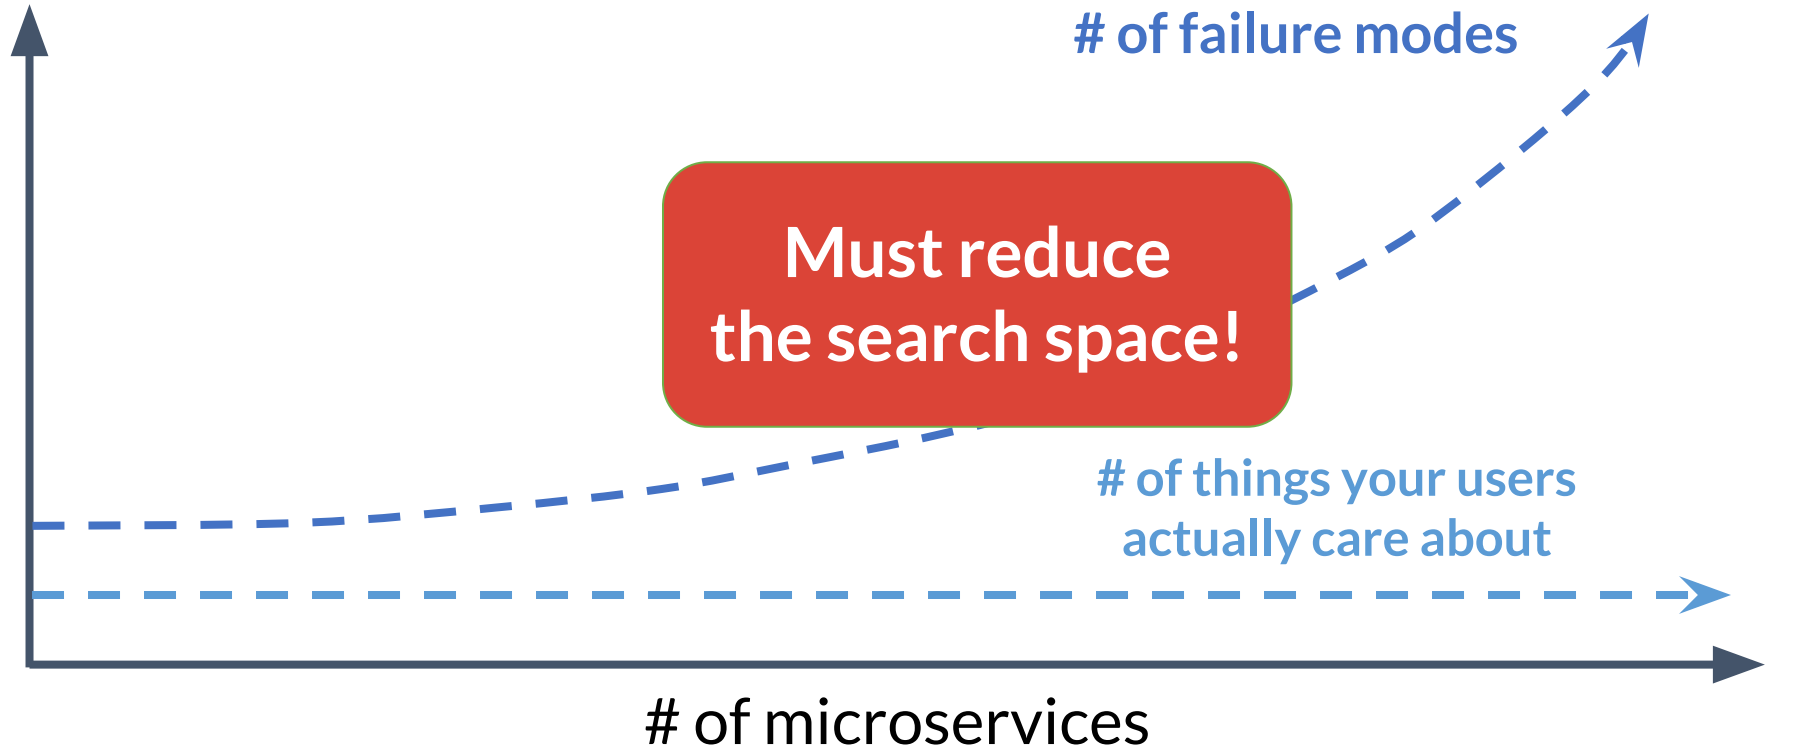 # of failure modes
Must reduce
the search space!
# of things your users
actually care about
# of microservices